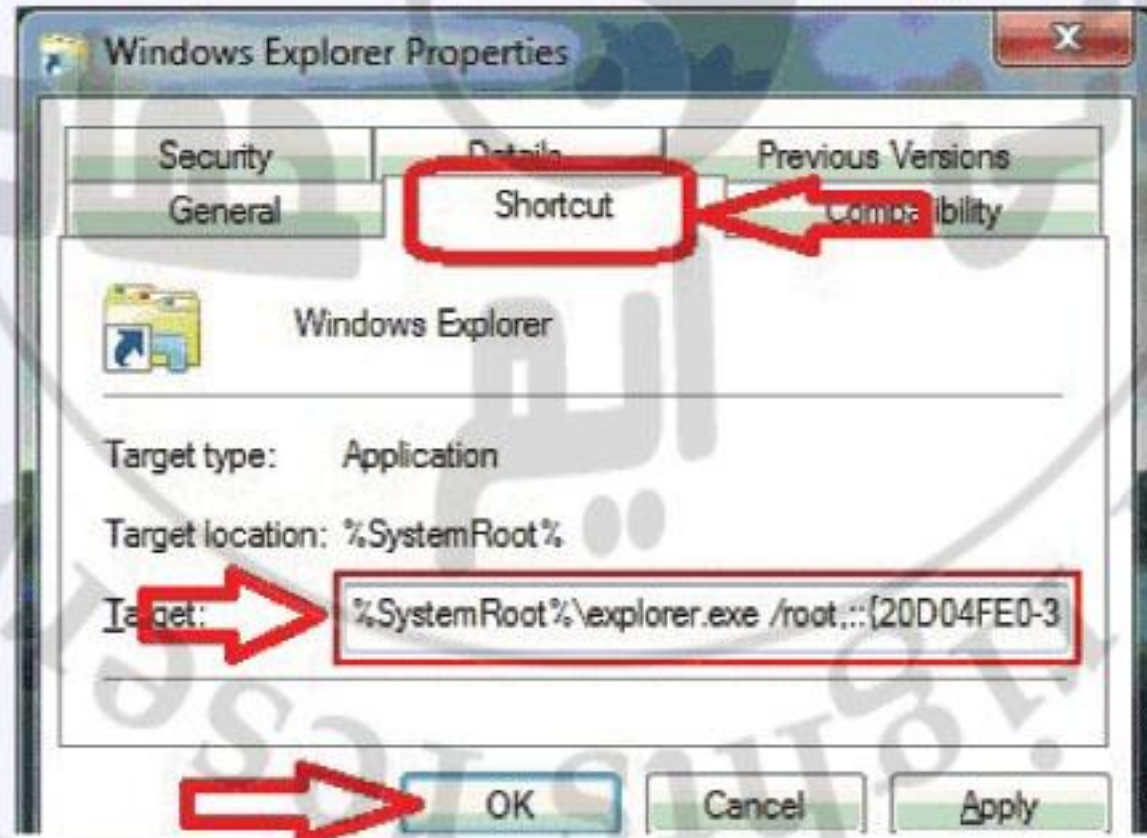 Windows Explorer Properties
Security Details Previous Versions
General Shortcut Compatibility
Windows Explorer
Target type: Application
Target location: %SystemRoot%
Target: %SystemRoot%\explorer.exe /root,::{20D04FE0-3
OK Cancel Apply